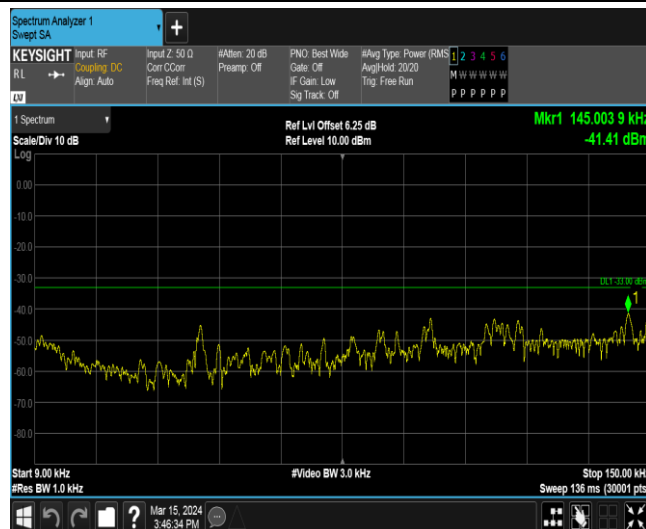 Spectrum Analyzer 1
Swept SA
+
KEYSIGHT
RL
LXI
Input: RF
Coupling: DC
Align: Auto
Input Z: 50 Ω
Corr CCorr
Freq Ref: Int (S)
#Atten: 20 dB
Preamp: Off
PNO: Best Wide
Gate: Off
IF Gain: Low
Sig Track: Off
#Avg Type: Power (RMS
Avg|Hold: 20/20
Trig: Free Run
1 2 3 4 5 6
M W W W W W
P P P P P P
1 Spectrum
Scale/Div 10 dB
Log
Ref Lvl Offset 6.25 dB
Ref Level 10.00 dBm
Mkr1 145.003 9 kHz
-41.41 dBm
0.00
-10.0
-20.0
-30.0
-40.0
-50.0
-60.0
-70.0
-80.0
DL1 -33.00 dBm
1
Start 9.00 kHz
#Res BW 1.0 kHz
#Video BW 3.0 kHz
Stop 150.00 kHz
Sweep 136 ms (30001 pts
?
Mar 15, 2024
3:46:34 PM